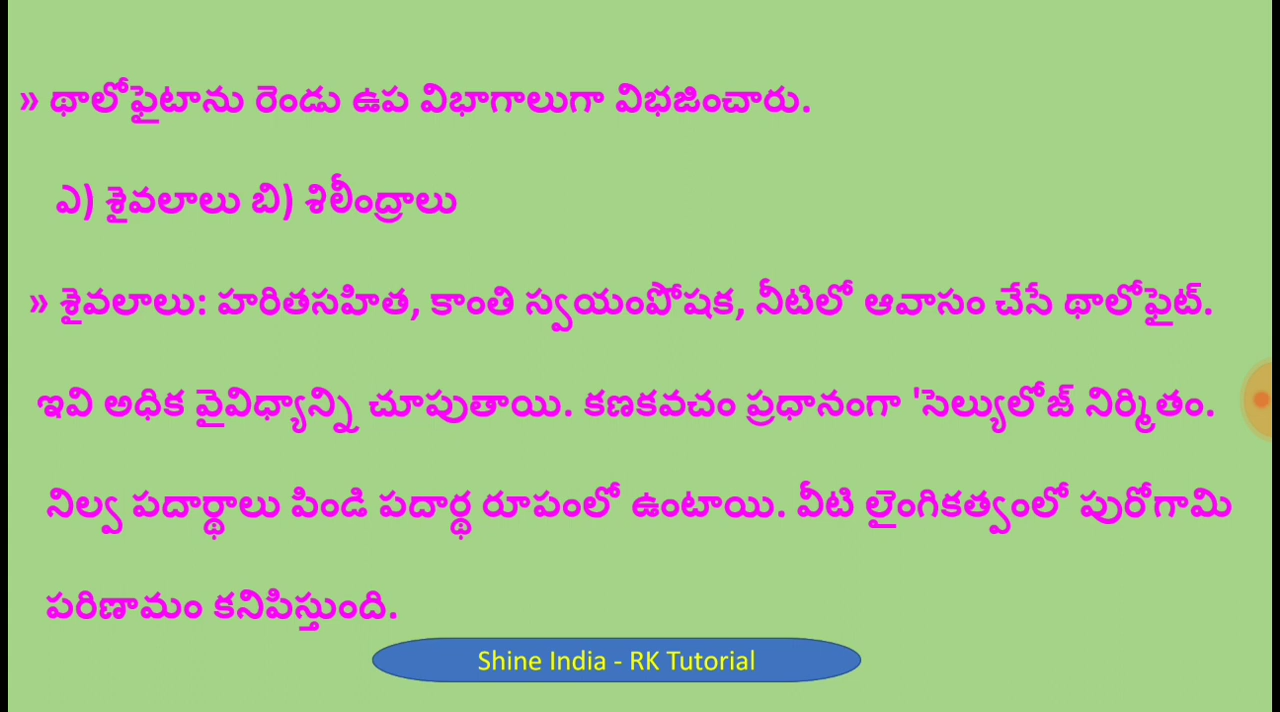 » థాలోఫైటాను రెండు ఉప విభాగాలుగా విభజించారు.
ఎ) శైవలాలు బి) శిలీంద్రాలు
» శైవలాలు: హరితసహిత, కాంతి స్వయంపోషక, నీటిలో ఆవాసం చేసే థాలోఫైట్.
ఇవి అధిక వైవిధ్యాన్ని చూపుతాయి. కణకవచం ప్రధానంగా 'సెల్యులోజ్ నిర్మితం.
నిల్వ పదార్థాలు పిండి పదార్థ రూపంలో ఉంటాయి. వీటి లైంగికత్వంలో పురోగామి
పరిణామం కనిపిస్తుంది.
Shine India - RK Tutorial